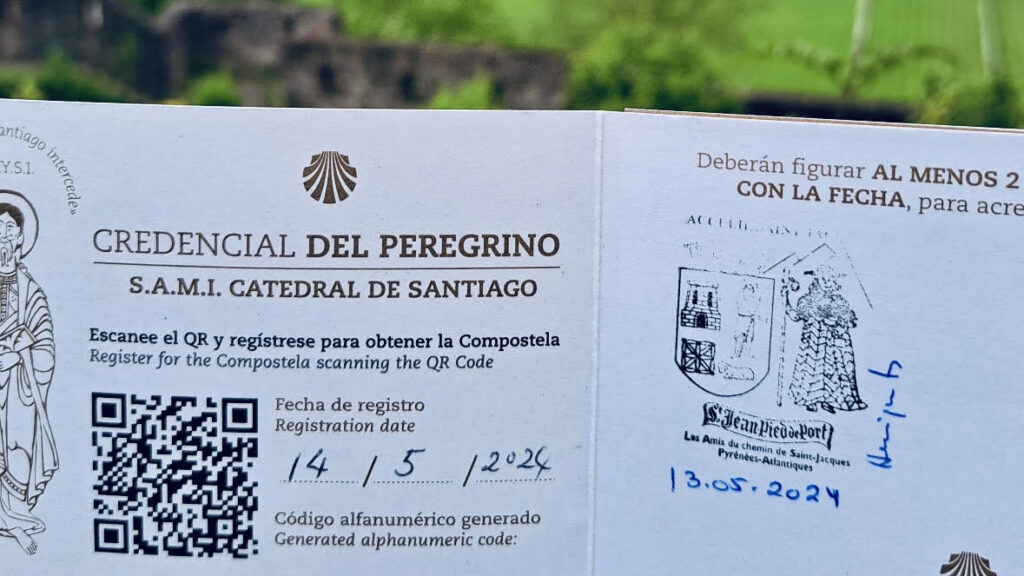 antiago intercede»
Y.S.I.
CREDENCIAL DEL PEREGRINO
S.A.M.I. CATEDRAL DE SANTIAGO
Escanee el QR y regístrese para obtener la Compostela
Register for the Compostela scanning the QR Code
Fecha de registro
Registration date
14 / 5 / 2024
Código alfanumérico generado
Generated alphanumeric code:
Deberán figurar AL MENOS 2
CON LA FECHA, para acre
St Jean Pied de Port
Les Amis du chemin de Saint-Jacques
Pyrénées-Atlantiques
13.05.2024